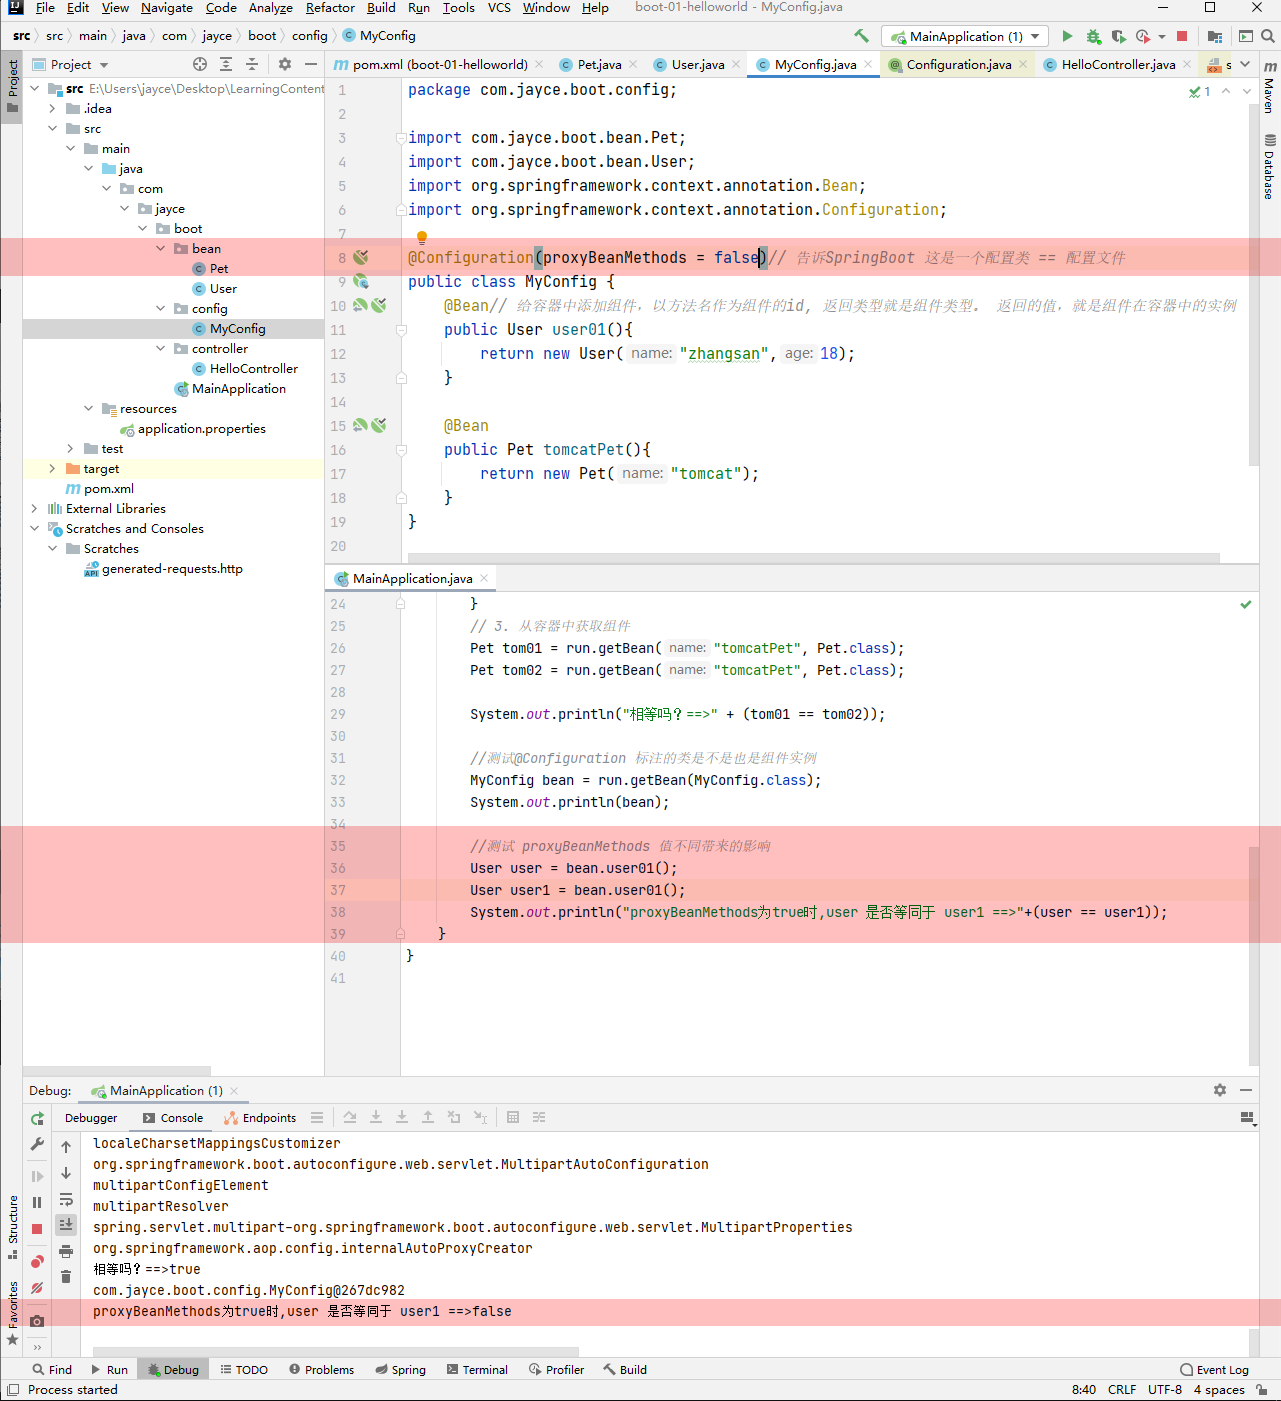 File Edit View Navigate Code Analyze Refactor Build Run Tools VCS Window Help boot-01-helloworld - MyConfig.java
src src main java com jayce boot config MyConfig MainApplication (1)
Project pom.xml (boot-01-helloworld) Pet.java User.java MyConfig.java Configuration.java HelloController.java s
Project
Maven
Database
src E:\Users\jayce\Desktop\LearningContent
.idea
src
main
java
com
jayce
boot
bean
Pet
User
config
MyConfig
controller
HelloController
MainApplication
resources
application.properties
test
target
pom.xml
External Libraries
Scratches and Consoles
Scratches
generated-requests.http
1 package com.jayce.boot.config; 1
2
3 import com.jayce.boot.bean.Pet;
4 import com.jayce.boot.bean.User;
5 import org.springframework.context.annotation.Bean;
6 import org.springframework.context.annotation.Configuration;
7
8 @Configuration(proxyBeanMethods = false)// 告诉SpringBoot 这是一个配置类 == 配置文件
9 public class MyConfig {
10 @Bean// 给容器中添加组件，以方法名作为组件的id, 返回类型就是组件类型. 返回的值，就是组件在容器中的实例
11 public User user01(){
12 return new User( name: "zhangsan", age: 18);
13 }
14
15 @Bean
16 public Pet tomcatPet(){
17 return new Pet( name: "tomcat");
18 }
19 }
20
MainApplication.java
24 }
25 // 3. 从容器中获取组件
26 Pet tom01 = run.getBean( name: "tomcatPet", Pet.class);
27 Pet tom02 = run.getBean( name: "tomcatPet", Pet.class);
28
29 System.out.println("相等吗？==>" + (tom01 == tom02));
30
31 //测试@Configuration 标注的类是不是也是组件实例
32 MyConfig bean = run.getBean(MyConfig.class);
33 System.out.println(bean);
34
35 //测试 proxyBeanMethods 值不同带来的影响
36 User user = bean.user01();
37 User user1 = bean.user01();
38 System.out.println("proxyBeanMethods为true时,user 是否等同于 user1 ==>"+(user == user1));
39 }
40 }
41
Debug: MainApplication (1)
Debugger Console Endpoints
localeCharsetMappingsCustomizer
org.springframework.boot.autoconfigure.web.servlet.MultipartAutoConfiguration
multipartConfigElement
multipartResolver
spring.servlet.multipart-org.springframework.boot.autoconfigure.web.servlet.MultipartProperties
org.springframework.aop.config.internalAutoProxyCreator
相等吗？==>true
com.jayce.boot.config.MyConfig@267dc982
proxyBeanMethods为true时,user 是否等同于 user1 ==>false
Structure
Favorites
Find Run Debug TODO Problems Spring Terminal Profiler Build Event Log
Process started 8:40 CRLF UTF-8 4 spaces